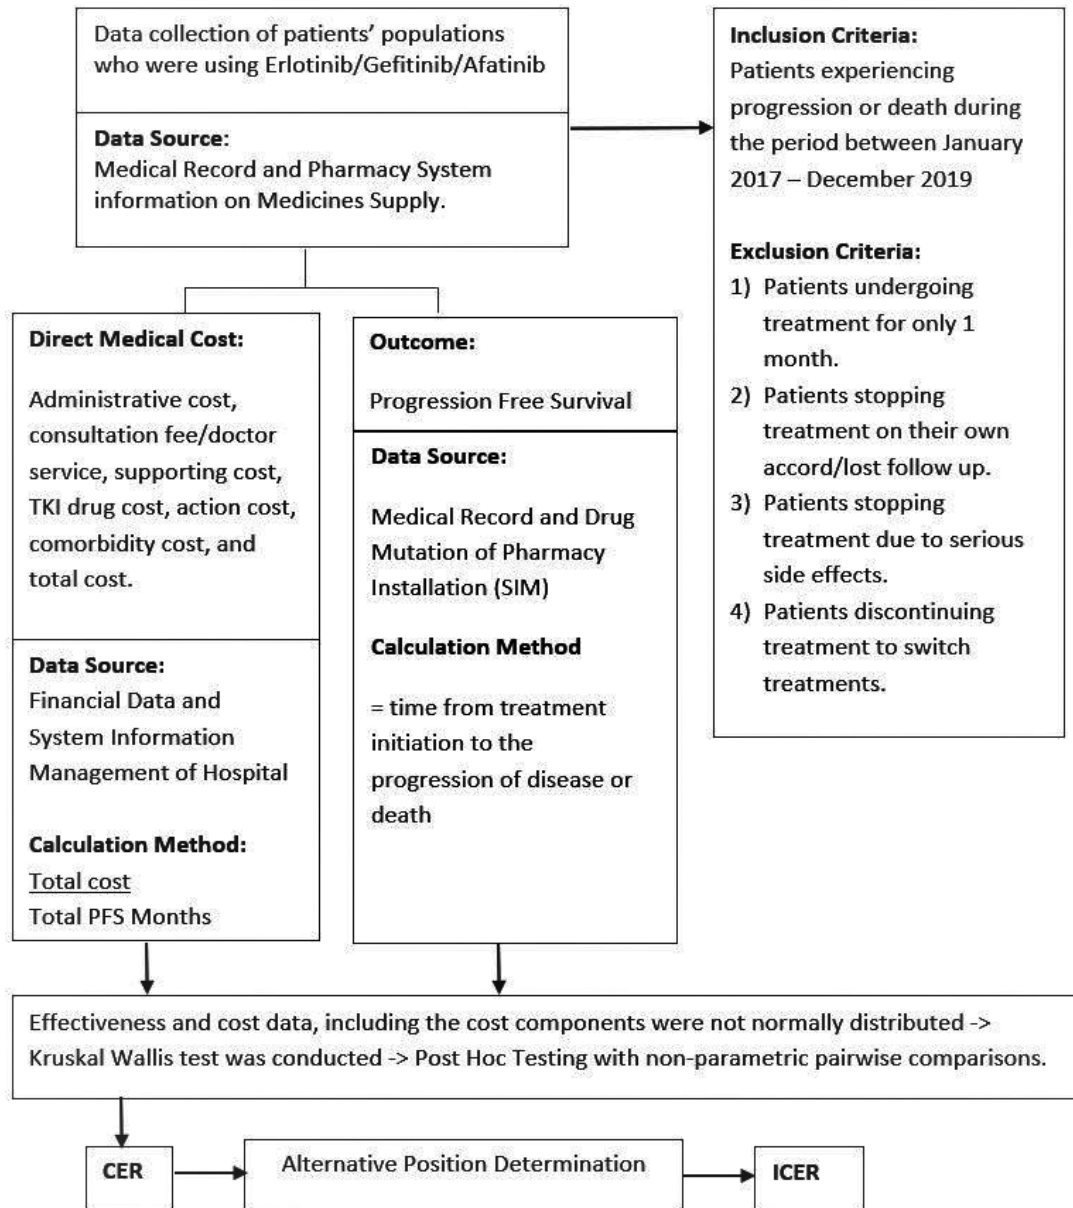 Data collection of patients’ populations
who were using Erlotinib/Gefitinib/Afatinib
Data Source:
Medical Record and Pharmacy System
information on Medicines Supply.
Inclusion Criteria:
Patients experiencing
progression or death during
the period between January
2017 – December 2019
Exclusion Criteria:
1) Patients undergoing
treatment for only 1
month.
2) Patients stopping
treatment on their own
accord/lost follow up.
3) Patients stopping
treatment due to serious
side effects.
4) Patients discontinuing
treatment to switch
treatments.
Direct Medical Cost:
Administrative cost,
consultation fee/doctor
service, supporting cost,
TKI drug cost, action cost,
comorbidity cost, and
total cost.
Data Source:
Financial Data and
System Information
Management of Hospital
Calculation Method:
Total cost
Total PFS Months
Outcome:
Progression Free Survival
Data Source:
Medical Record and Drug
Mutation of Pharmacy
Installation (SIM)
Calculation Method
= time from treatment
initiation to the
progression of disease or
death
Effectiveness and cost data, including the cost components were not normally distributed ->
Kruskal Wallis test was conducted -> Post Hoc Testing with non-parametric pairwise comparisons.
CER
Alternative Position Determination
ICER